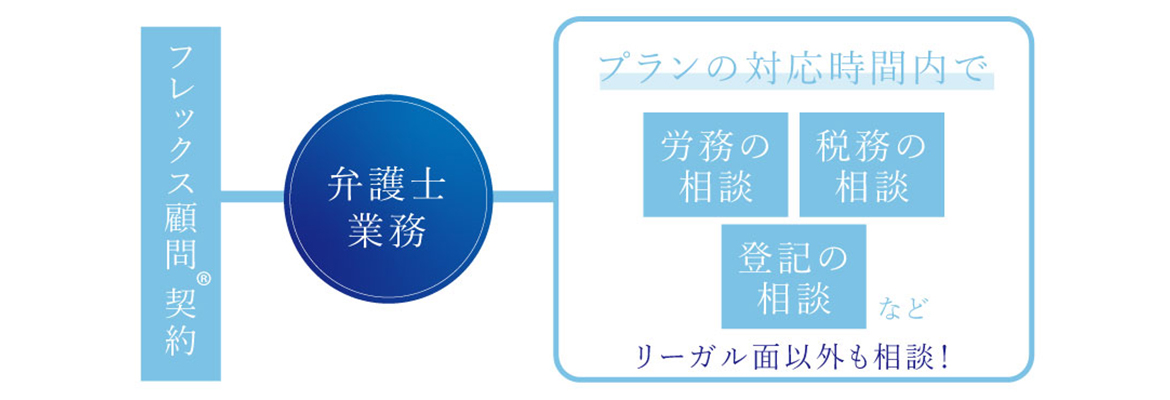 フレックス顧問®契約
弁護士
業務
プランの対応時間内で
労務の
相談
税務の
相談
登記の
相談
など
リーガル面以外も相談！